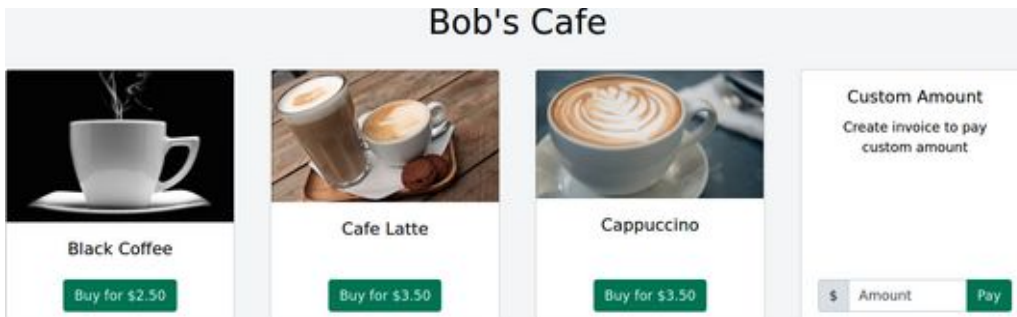 Bob's Cafe
Black Coffee
Buy for $2.50
Cafe Latte
Buy for $3.50
Cappuccino
Buy for $3.50
Custom Amount
Create invoice to pay
custom amount
$ Amount Pay